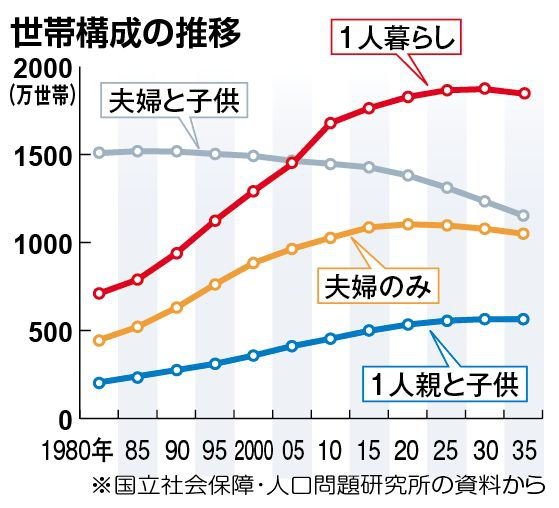 世帯構成の推移
2000
(万世帯)
1人暮らし
夫婦と子供
1500
1000
夫婦のみ
500
1人親と子供
0
1980年 85 90 95 2000 05 10 15 20 25 30 35
※国立社会保障・人口問題研究所の資料から